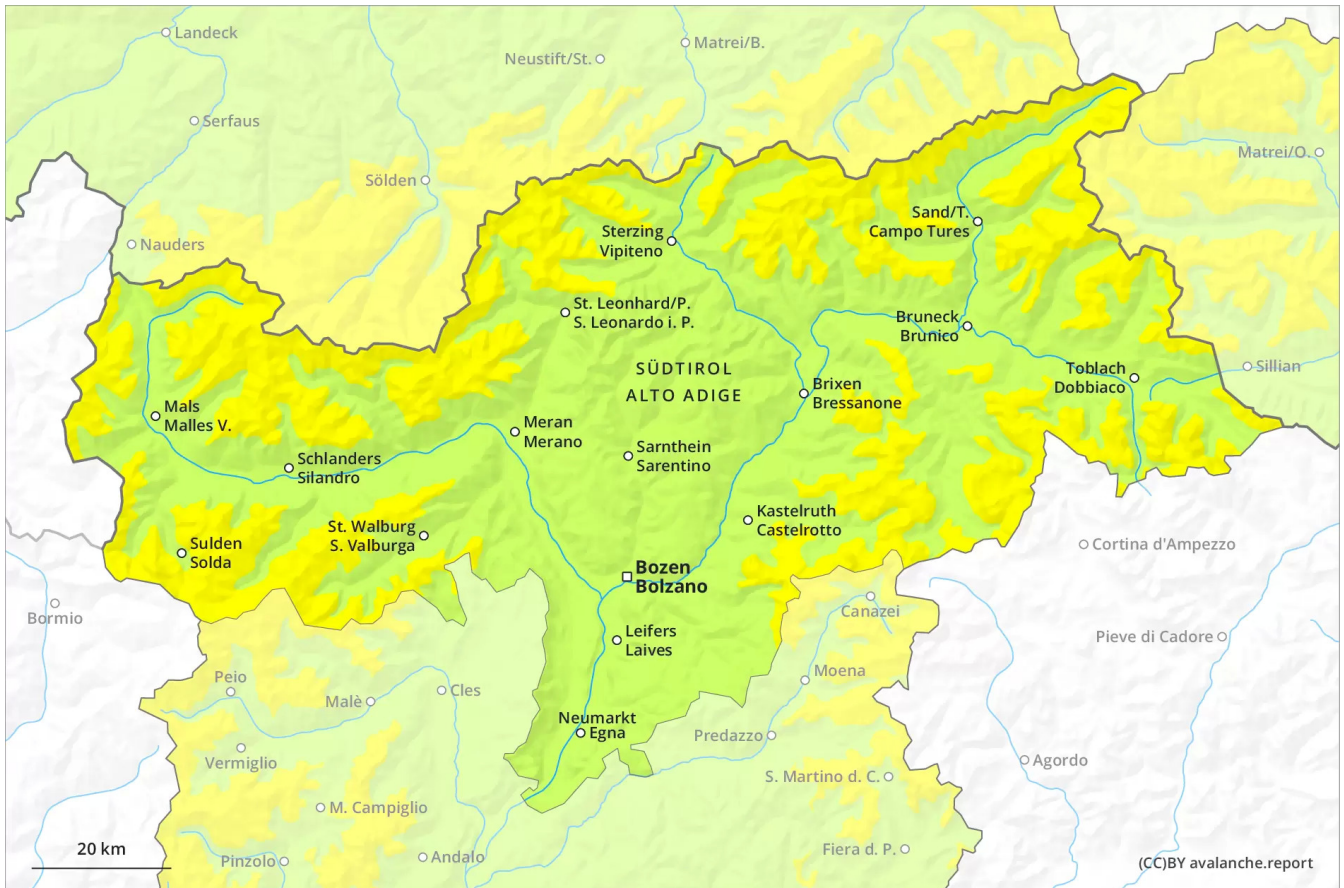 Landeck
Matrei/B.
Neustift/St.
Serfaus
Matrei/O.
Sölden
Sand/T.
Campo Tures
Nauders
Sterzing
Vipiteno
St. Leonhard/P.
S. Leonardo i. P.
Bruneck
Brunico
SÜDTIROL
ALTO ADIGE
Toblach
Dobbiaco
Sillian
Brixen
Bressanone
Mals
Malles V.
Meran
Merano
Schlanders
Silandro
Sarnthein
Sarentino
Kastelruth
Castelrotto
St. Walburg
S. Valburga
Sulden
Solda
Cortina d'Ampezzo
Bozen
Bolzano
Bormio
Canazei
Leifers
Laives
Pieve di Cadore
Peio
Malè
Cles
Moena
Neumarkt
Egna
Predazzo
Vermiglio
Agordo
S. Martino d. C.
M. Campiglio
20 km
Pinzolo
Andalo
Fiera d. P.
(CC)BY avalanche.report